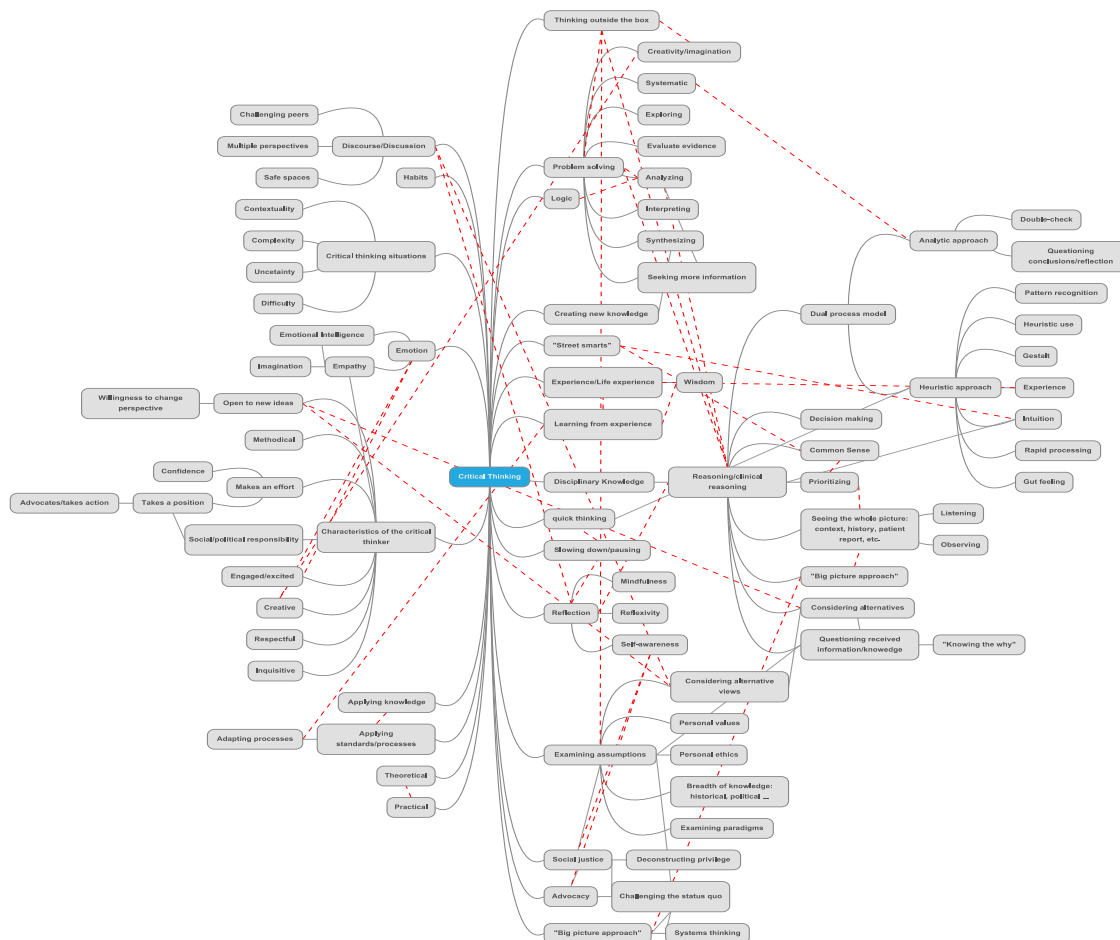 Thinking outside the box
Creativity/imagination
Systematic
Exploring
Evaluate evidence
Problem solving
Analyzing
Logic
Interpreting
Synthesizing
Seeking more information
Creating new knowledge
"Street smarts"
Experience/Life experience
Wisdom
Learning from experience
Critical Thinking
Disciplinary Knowledge
Reasoning/clinical
reasoning
quick thinking
Slowing down/pausing
Mindfulness
Reflection
Reflexivity
Self-awareness
Considering alternative
views
Personal values
Examining assumptions
Personal ethics
Breadth of knowledge:
historical, political ...
Examining paradigms
Social justice
Deconstructing privilege
Advocacy
Challenging the status quo
"Big picture approach"
Systems thinking
Dual process model
Analytic approach
Double-check
Questioning
conclusions/reflection
Heuristic approach
Pattern recognition
Heuristic use
Gestalt
Experience
Intuition
Rapid processing
Gut feeling
Decision making
Common Sense
Prioritizing
Seeing the whole picture:
context, history, patient
report, etc.
Listening
Observing
"Big picture approach"
Considering alternatives
Questioning received
information/knowedge
"Knowing the why"
Challenging peers
Multiple perspectives
Safe spaces
Discourse/Discussion
Habits
Contextuality
Complexity
Uncetainty
Difficulty
Critical thinking situations
Emotional Intelligence
Imagination
Empathy
Emotion
Willingness to change
perspective
Open to new ideas
Methodical
Confidence
Makes an effort
Advocates/takes action
Takes a position
Social/political responsibility
Characteristics of the critical
thinker
Engaged/excited
Creative
Respectful
Inquisitive
Applying knowledge
Adapting processes
Applying
standards/processes
Theoretical
Practical